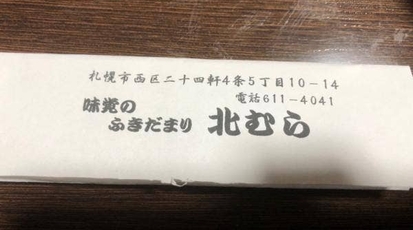 札幌市西区二十四軒4条5丁目10-14
電話611-4041
味覚の
ふきだまり 北むら